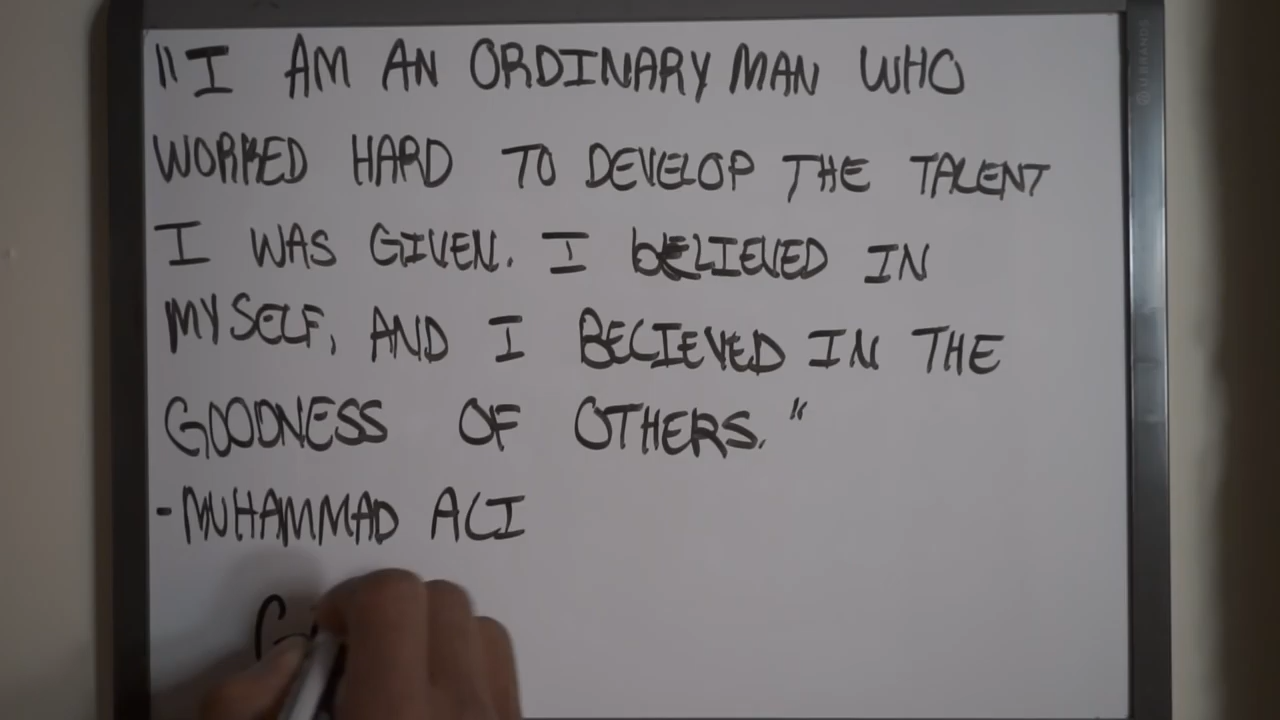 "I AM AN ORDINARY MAN WHO
WORKED HARD TO DEVELOP THE TALENT
I WAS GIVEN. I BELIEVED IN
MYSELF, AND I BELIEVED IN THE
GOODNESS OF OTHERS."
-MUHAMMAD ALI